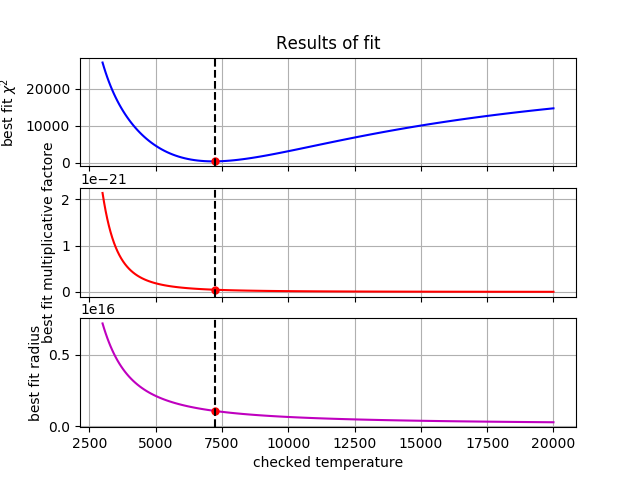 Results of fit
best fit χ²
20000
10000
0
1e−21
best fit multiplicative factore
2
1
0
1e16
best fit radius
0.5
0.0
2500 5000 7500 10000 12500 15000 17500 20000
checked temperature